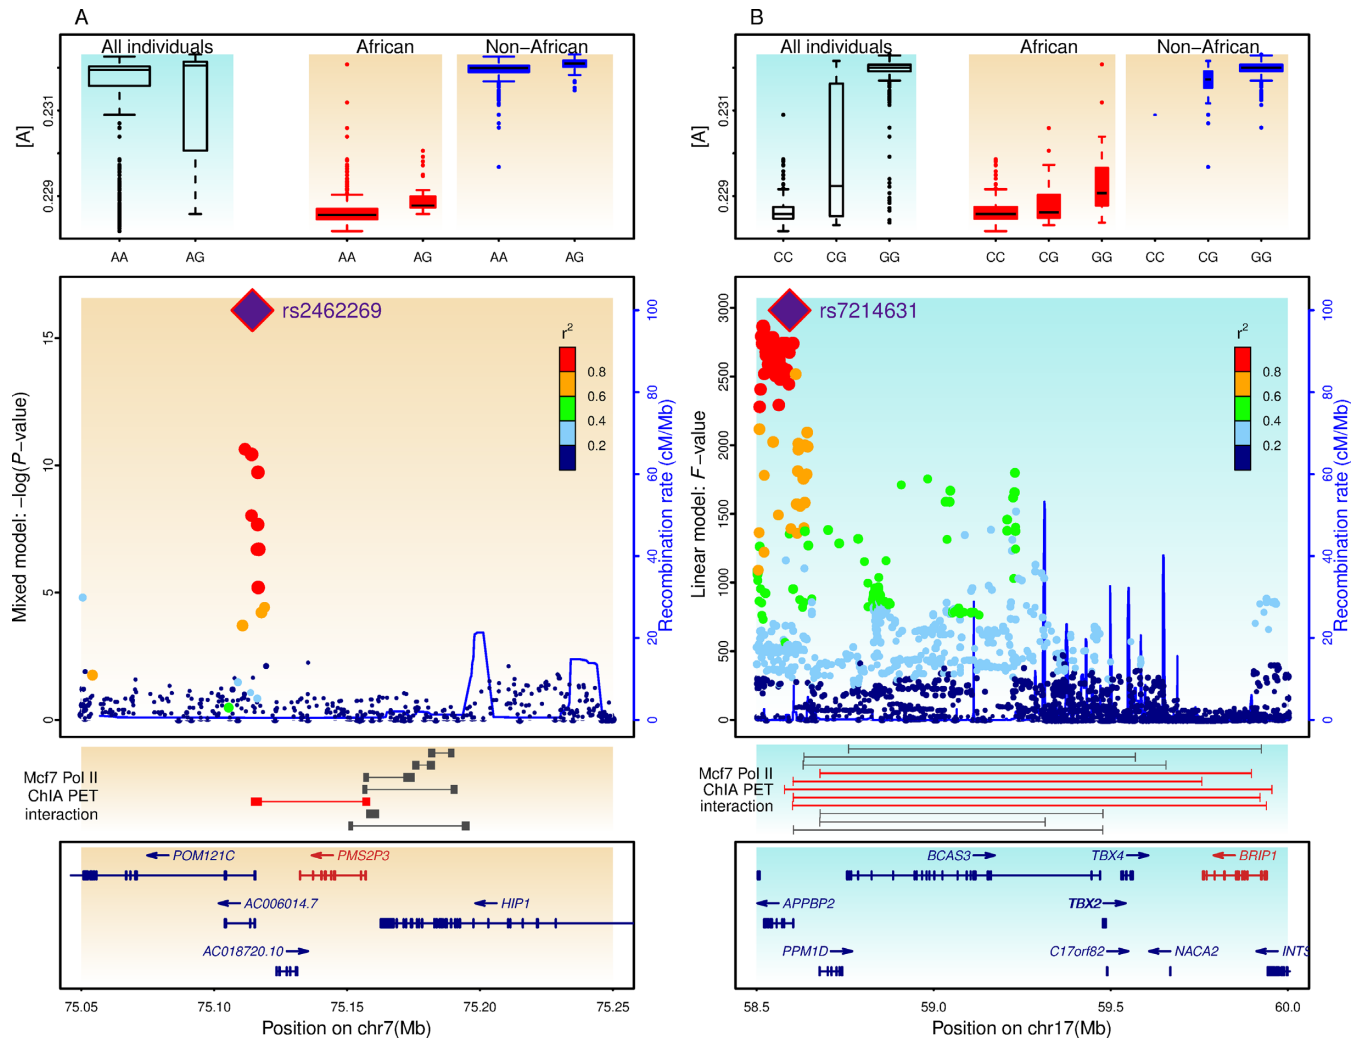 A
All individuals
African
Non−African
[A]
0.231
0.229
AA
AG
AA
AG
AA
AG
rs2462269
r2
0.8
0.6
0.4
0.2
Mixed model: −log(P−value)
15
10
5
0
Recombination rate (cM/Mb)
100
80
60
40
20
0
Mcf7 Pol II
ChIA PET
interaction
POM121C
PMS2P3
AC006014.7
HIP1
AC018720.10
75.05
75.10
75.15
75.20
75.25
Position on chr7(Mb)
B
All individuals
African
Non−African
[A]
0.231
0.229
CC
CG
GG
CC
CG
GG
CC
CG
GG
rs7214631
r2
0.8
0.6
0.4
0.2
Linear model: F−value
3000
2500
2000
1500
1000
500
0
Recombination rate (cM/Mb)
100
80
60
40
20
0
Mcf7 Pol II
ChIA PET
interaction
BCAS3
TBX4
BRIP1
APPBP2
TBX2
PPM1D
C17orf82
NACA2
INTS
58.5
59.0
59.5
60.0
Position on chr17(Mb)